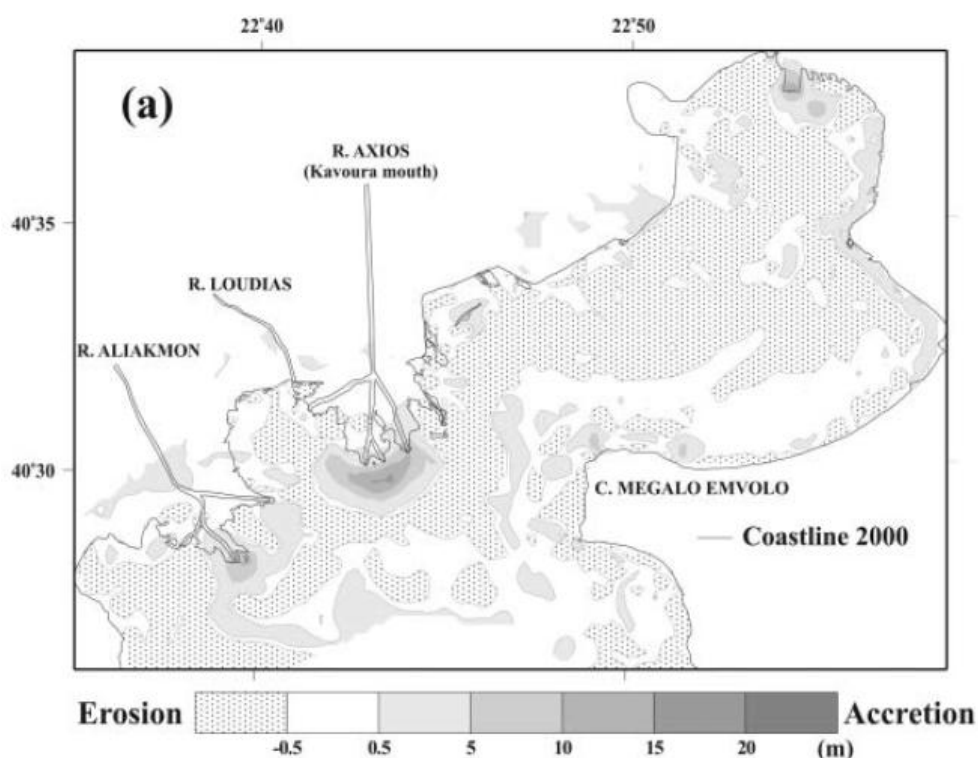 22°40 22°50
(a)
R. AXIOS
(Kavoura mouth)
40°35
R. LOUDIAS
R. ALIAKMON
40°30
C. MEGALO EMVOLO
Coastline 2000
Erosion Accretion
-0.5 0.5 5 10 15 20 (m)